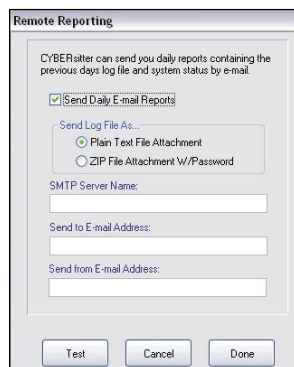 Remote Reporting
CYBERsitter can send you daily reports containing the
previous days log file and system status by e-mail.
Send Daily E-mail Reports
Send Log File As...
Plain Text File Attachment
ZIP File Attachment W/Password
SMTP Server Name:
Send to E-mail Address:
Send from E-mail Address:
Test Cancel Done